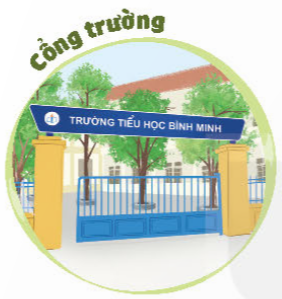 Cổng trường
TRƯỜNG TIỂU HỌC BÌNH MINH